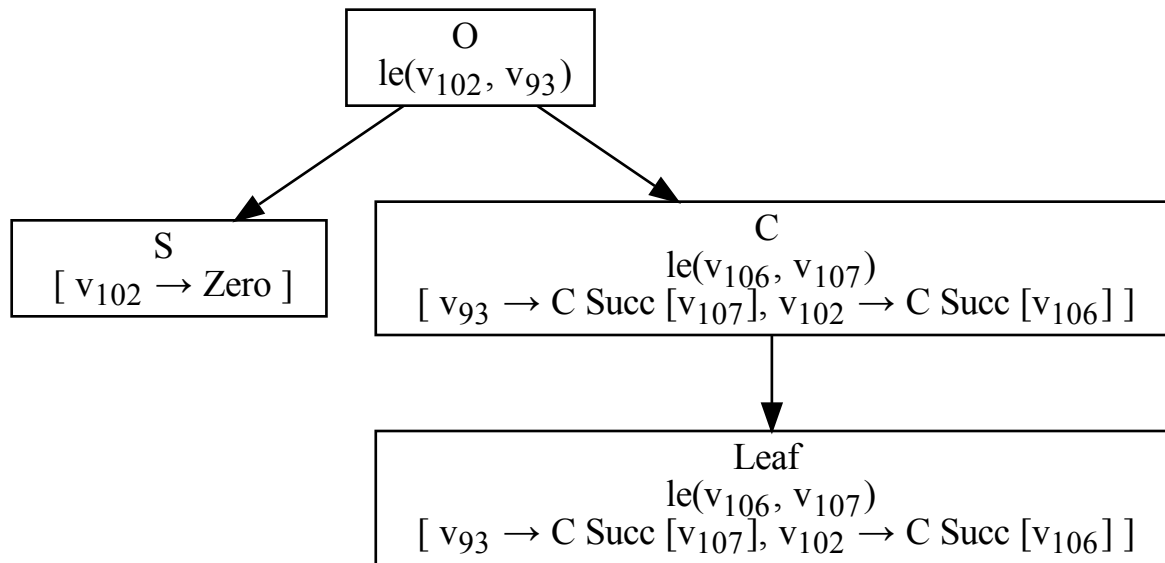 O
le(v₁₀₂, v₉₃)
S
[ v₁₀₂ → Zero ]
C
le(v₁₀₆, v₁₀₇)
[ v₉₃ → C Succ [v₁₀₇], v₁₀₂ → C Succ [v₁₀₆] ]
Leaf
le(v₁₀₆, v₁₀₇)
[ v₉₃ → C Succ [v₁₀₇], v₁₀₂ → C Succ [v₁₀₆] ]